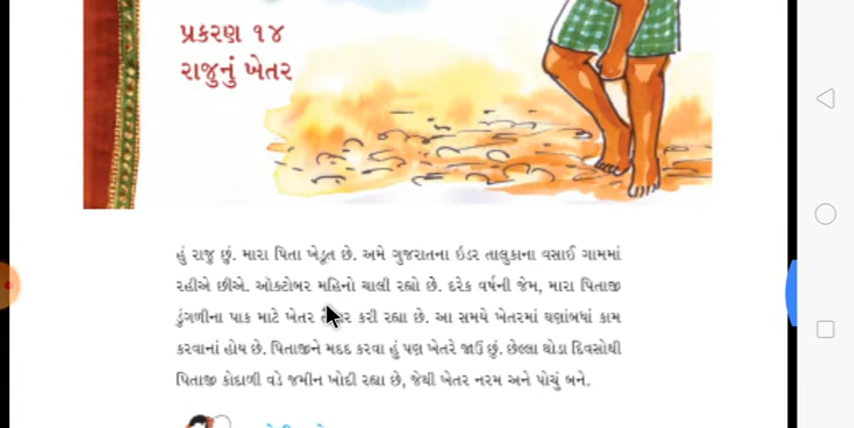 પ્રકરણ ૧૪
રાજુનું ખેતર
હું રાજુ છું. મારા પિતા ખેડૂત છે. અમે ગુજરાતના ઇડર તાલુકાના વસાઈ ગામમાં
રહીએ છીએ. ઑક્ટોબર મહિનો ચાલી રહ્યો છે. દરેક વર્ષની જેમ, મારા પિતાજી
ડુંગળીના પાક માટે ખેતર કરી રહ્યા છે. આ સમયે ખેતરમાં ઘણાંબધાં કામ
કરવાનાં હોય છે. પિતાજીને મદદ કરવા હું પણ ખેતરે જાઉં છું. છેલ્લા થોડા દિવસોથી
પિતાજી કોદાળી વડે જમીન ખોદી રહ્યા છે, જેથી ખેતર નરમ અને પોચું બને.